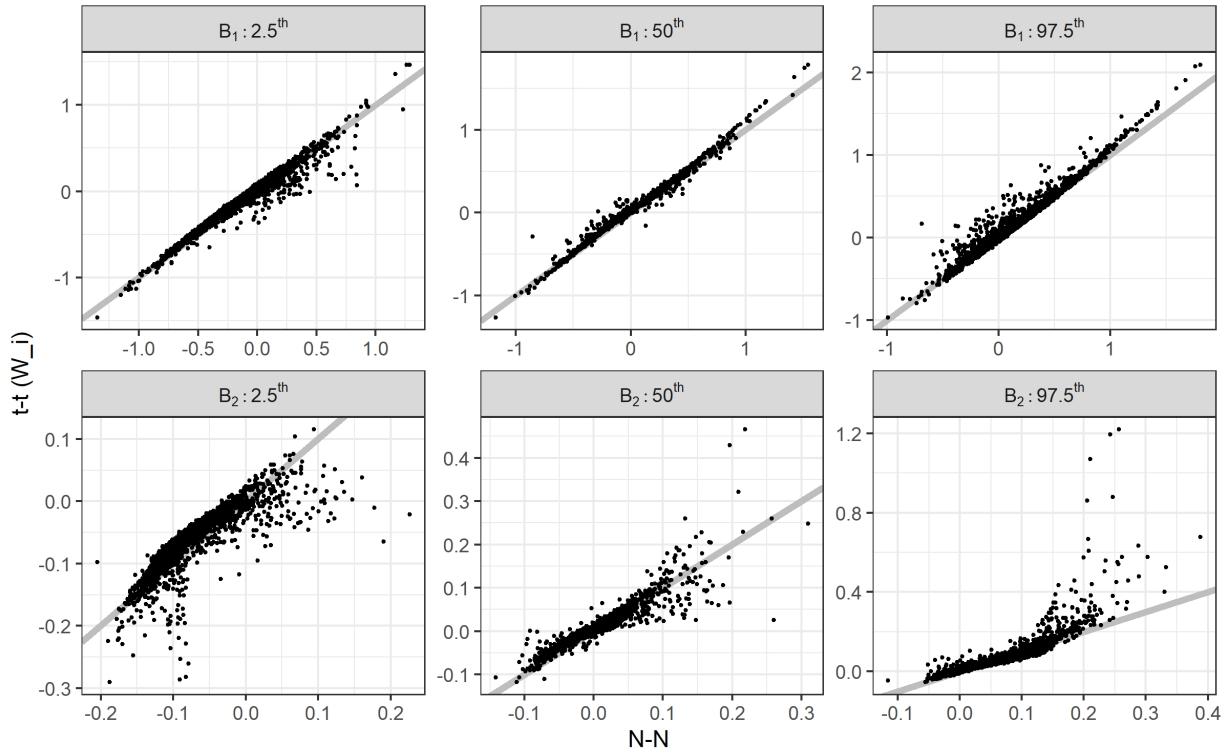 B₁ : 2.5ᵗʰ
B₁ : 50ᵗʰ
B₁ : 97.5ᵗʰ
1
0
-1
1
0
-1
2
1
0
-1
-1.0 -0.5 0.0 0.5 1.0
-1 0 1
-1 0 1
t-t (W_i)
B₂ : 2.5ᵗʰ
B₂ : 50ᵗʰ
B₂ : 97.5ᵗʰ
0.1
0.0
-0.1
-0.2
-0.3
0.4
0.3
0.2
0.1
0.0
-0.1
1.2
0.8
0.4
0.0
-0.2 -0.1 0.0 0.1 0.2
-0.1 0.0 0.1 0.2 0.3
-0.1 0.0 0.1 0.2 0.3 0.4
N-N